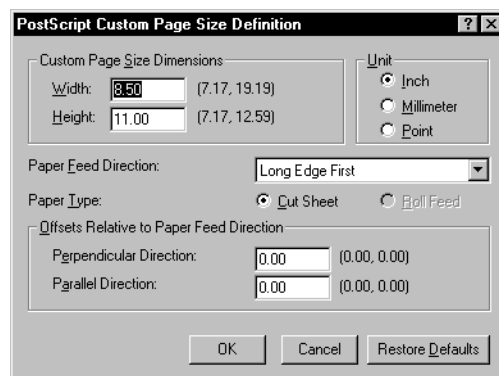 PostScript Custom Page Size Definition
Custom Page Size Dimensions
Width: 8.50 (7.17, 19.19)
Height: 11.00 (7.17, 12.59)
Unit
Inch
Millimeter
Point
Paper Feed Direction: Long Edge First
Paper Type: Cut Sheet Roll Feed
Offsets Relative to Paper Feed Direction
Perpendicular Direction: 0.00 (0.00, 0.00)
Parallel Direction: 0.00 (0.00, 0.00)
OK Cancel Restore Defaults